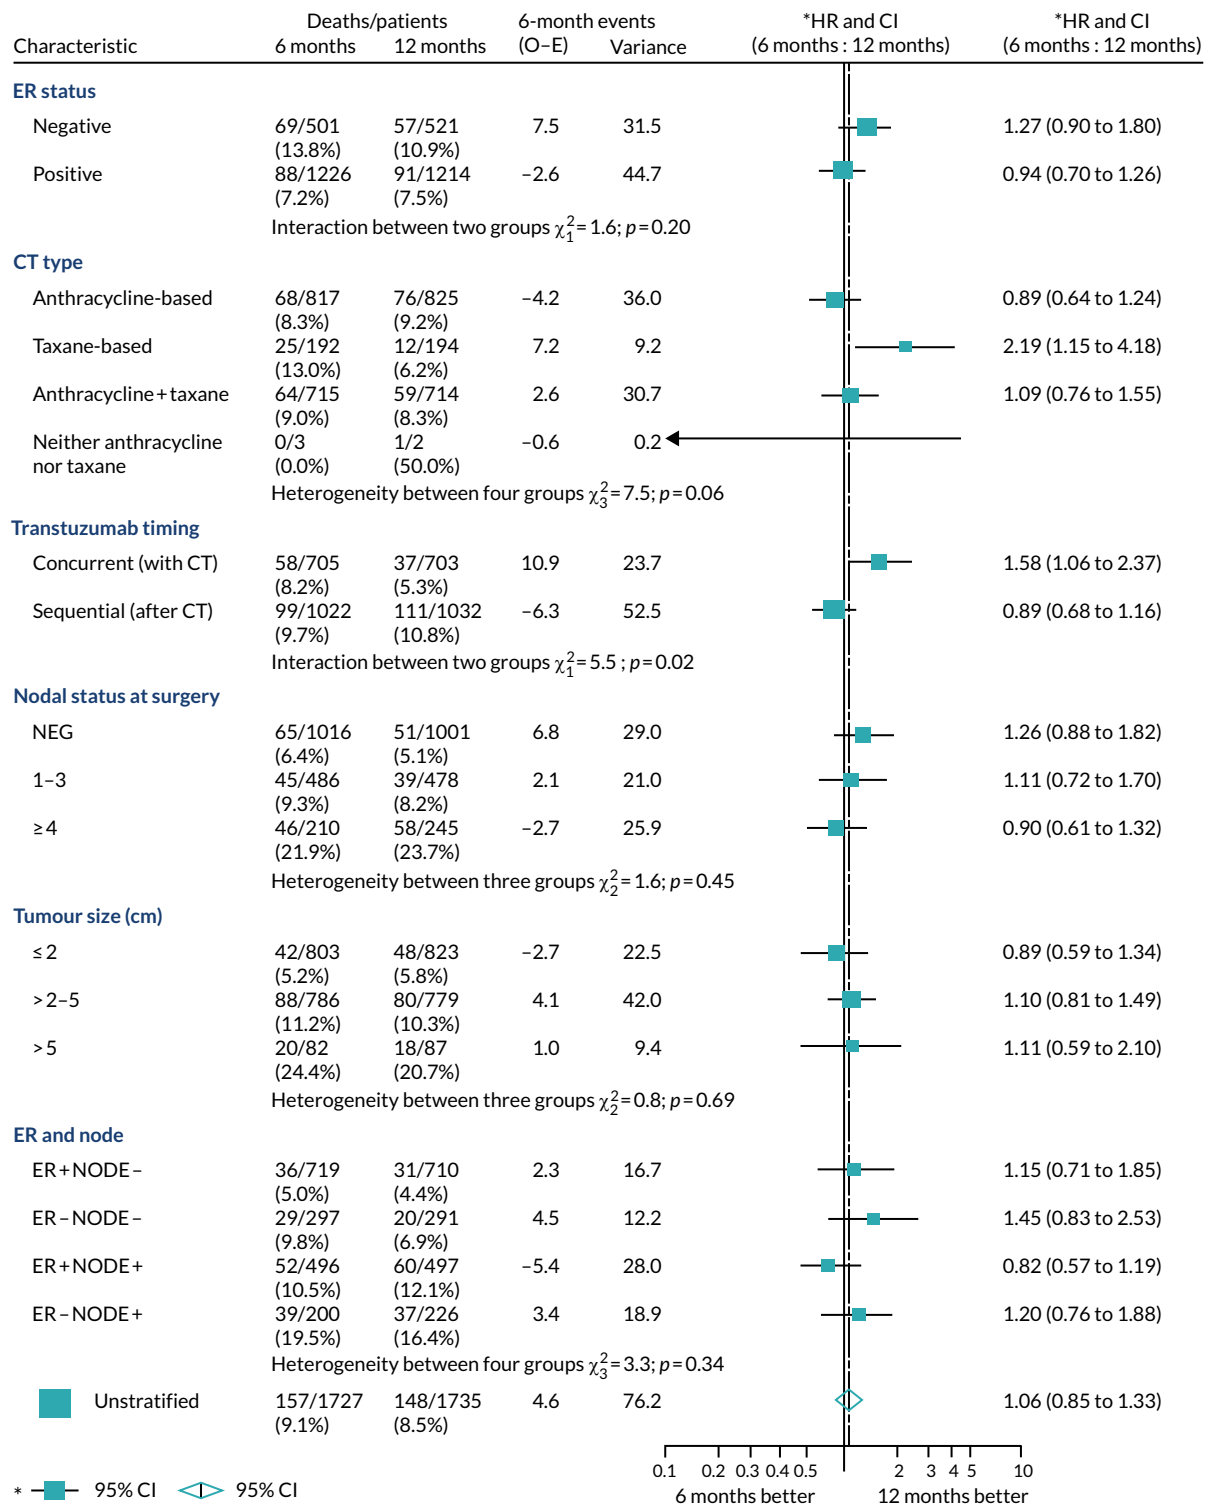 Deaths/patients 6-month events *HR and CI *HR and CI
Characteristic 6 months 12 months (O–E) Variance (6 months : 12 months) (6 months : 12 months)
ER status
Negative 69/501 57/521 7.5 31.5 1.27 (0.90 to 1.80)
(13.8%) (10.9%)
Positive 88/1226 91/1214 –2.6 44.7 0.94 (0.70 to 1.26)
(7.2%) (7.5%)
Interaction between two groups χ²₁=1.6; p=0.20
CT type
Anthracycline-based 68/817 76/825 –4.2 36.0 0.89 (0.64 to 1.24)
(8.3%) (9.2%)
Taxane-based 25/192 12/194 7.2 9.2 2.19 (1.15 to 4.18)
(13.0%) (6.2%)
Anthracycline+taxane 64/715 59/714 2.6 30.7 1.09 (0.76 to 1.55)
(9.0%) (8.3%)
Neither anthracycline 0/3 1/2 –0.6 0.2
nor taxane (0.0%) (50.0%)
Heterogeneity between four groups χ²₃=7.5; p=0.06
Transtuzumab timing
Concurrent (with CT) 58/705 37/703 10.9 23.7 1.58 (1.06 to 2.37)
(8.2%) (5.3%)
Sequential (after CT) 99/1022 111/1032 –6.3 52.5 0.89 (0.68 to 1.16)
(9.7%) (10.8%)
Interaction between two groups χ²₁=5.5 ; p=0.02
Nodal status at surgery
NEG 65/1016 51/1001 6.8 29.0 1.26 (0.88 to 1.82)
(6.4%) (5.1%)
1–3 45/486 39/478 2.1 21.0 1.11 (0.72 to 1.70)
(9.3%) (8.2%)
≥4 46/210 58/245 –2.7 25.9 0.90 (0.61 to 1.32)
(21.9%) (23.7%)
Heterogeneity between three groups χ²₂=1.6; p=0.45
Tumour size (cm)
≤2 42/803 48/823 –2.7 22.5 0.89 (0.59 to 1.34)
(5.2%) (5.8%)
>2–5 88/786 80/779 4.1 42.0 1.10 (0.81 to 1.49)
(11.2%) (10.3%)
>5 20/82 18/87 1.0 9.4 1.11 (0.59 to 2.10)
(24.4%) (20.7%)
Heterogeneity between three groups χ²₂=0.8; p=0.69
ER and node
ER+NODE– 36/719 31/710 2.3 16.7 1.15 (0.71 to 1.85)
(5.0%) (4.4%)
ER–NODE– 29/297 20/291 4.5 12.2 1.45 (0.83 to 2.53)
(9.8%) (6.9%)
ER+NODE+ 52/496 60/497 –5.4 28.0 0.82 (0.57 to 1.19)
(10.5%) (12.1%)
ER–NODE+ 39/200 37/226 3.4 18.9 1.20 (0.76 to 1.88)
(19.5%) (16.4%)
Heterogeneity between four groups χ²₃=3.3; p=0.34
Unstratified 157/1727 148/1735 4.6 76.2 1.06 (0.85 to 1.33)
(9.1%) (8.5%)
0.1 0.2 0.3 0.4 0.5 2 3 4 5 10
* 95% CI 95% CI 6 months better 12 months better